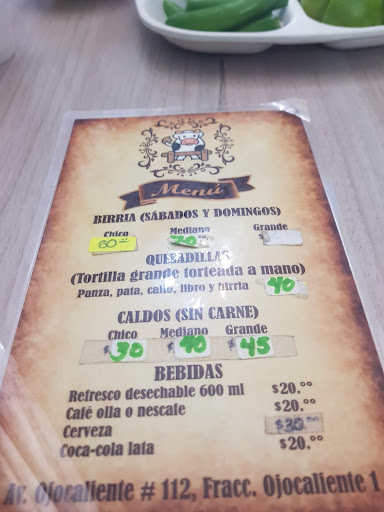 Menú
BIRRIA (SÁBADOS Y DOMINGOS)
Chico Mediano Grande
60.00 70
QUESADILLAS
(Tortilla grande torteada a mano)
Panza, pata, callo, libro y birria 40
CALDOS (SIN CARNE)
Chico Mediano Grande
$30 $40 $45
BEBIDAS
Refresco desechable 600 ml $20.00
Café olla o nescafe $20.00
Cerveza $30.00
Coca-cola lata $20.00
Av. Ojocaliente # 112, Fracc. Ojocaliente 1